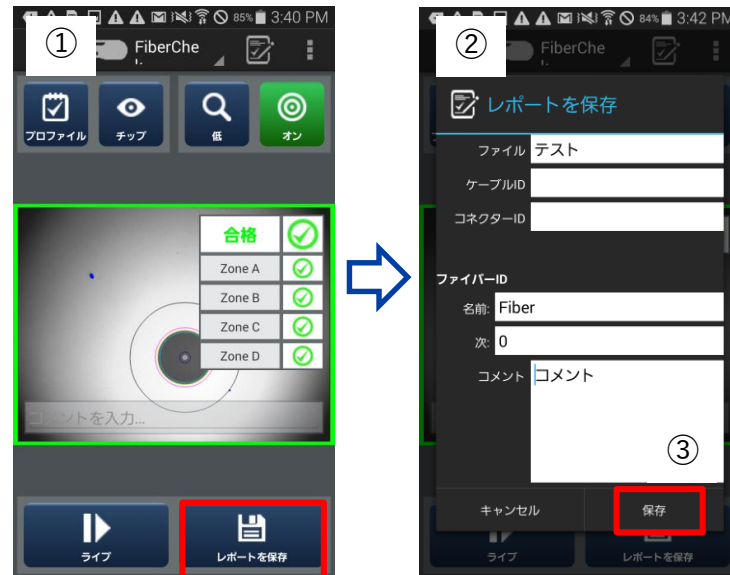 ①
85% 3:40 PM
FiberChe
プロファイル
チップ
低
オン
合格
Zone A
Zone B
Zone C
Zone D
コメントを入力...
ライブ
レポートを保存
②
84% 3:42 PM
FiberChe
レポートを保存
ファイル テスト
ケーブルID
コネクターID
ファイバーID
名前: Fiber
次: 0
コメント コメント
③
キャンセル
保存
ライブ
レポートを保存